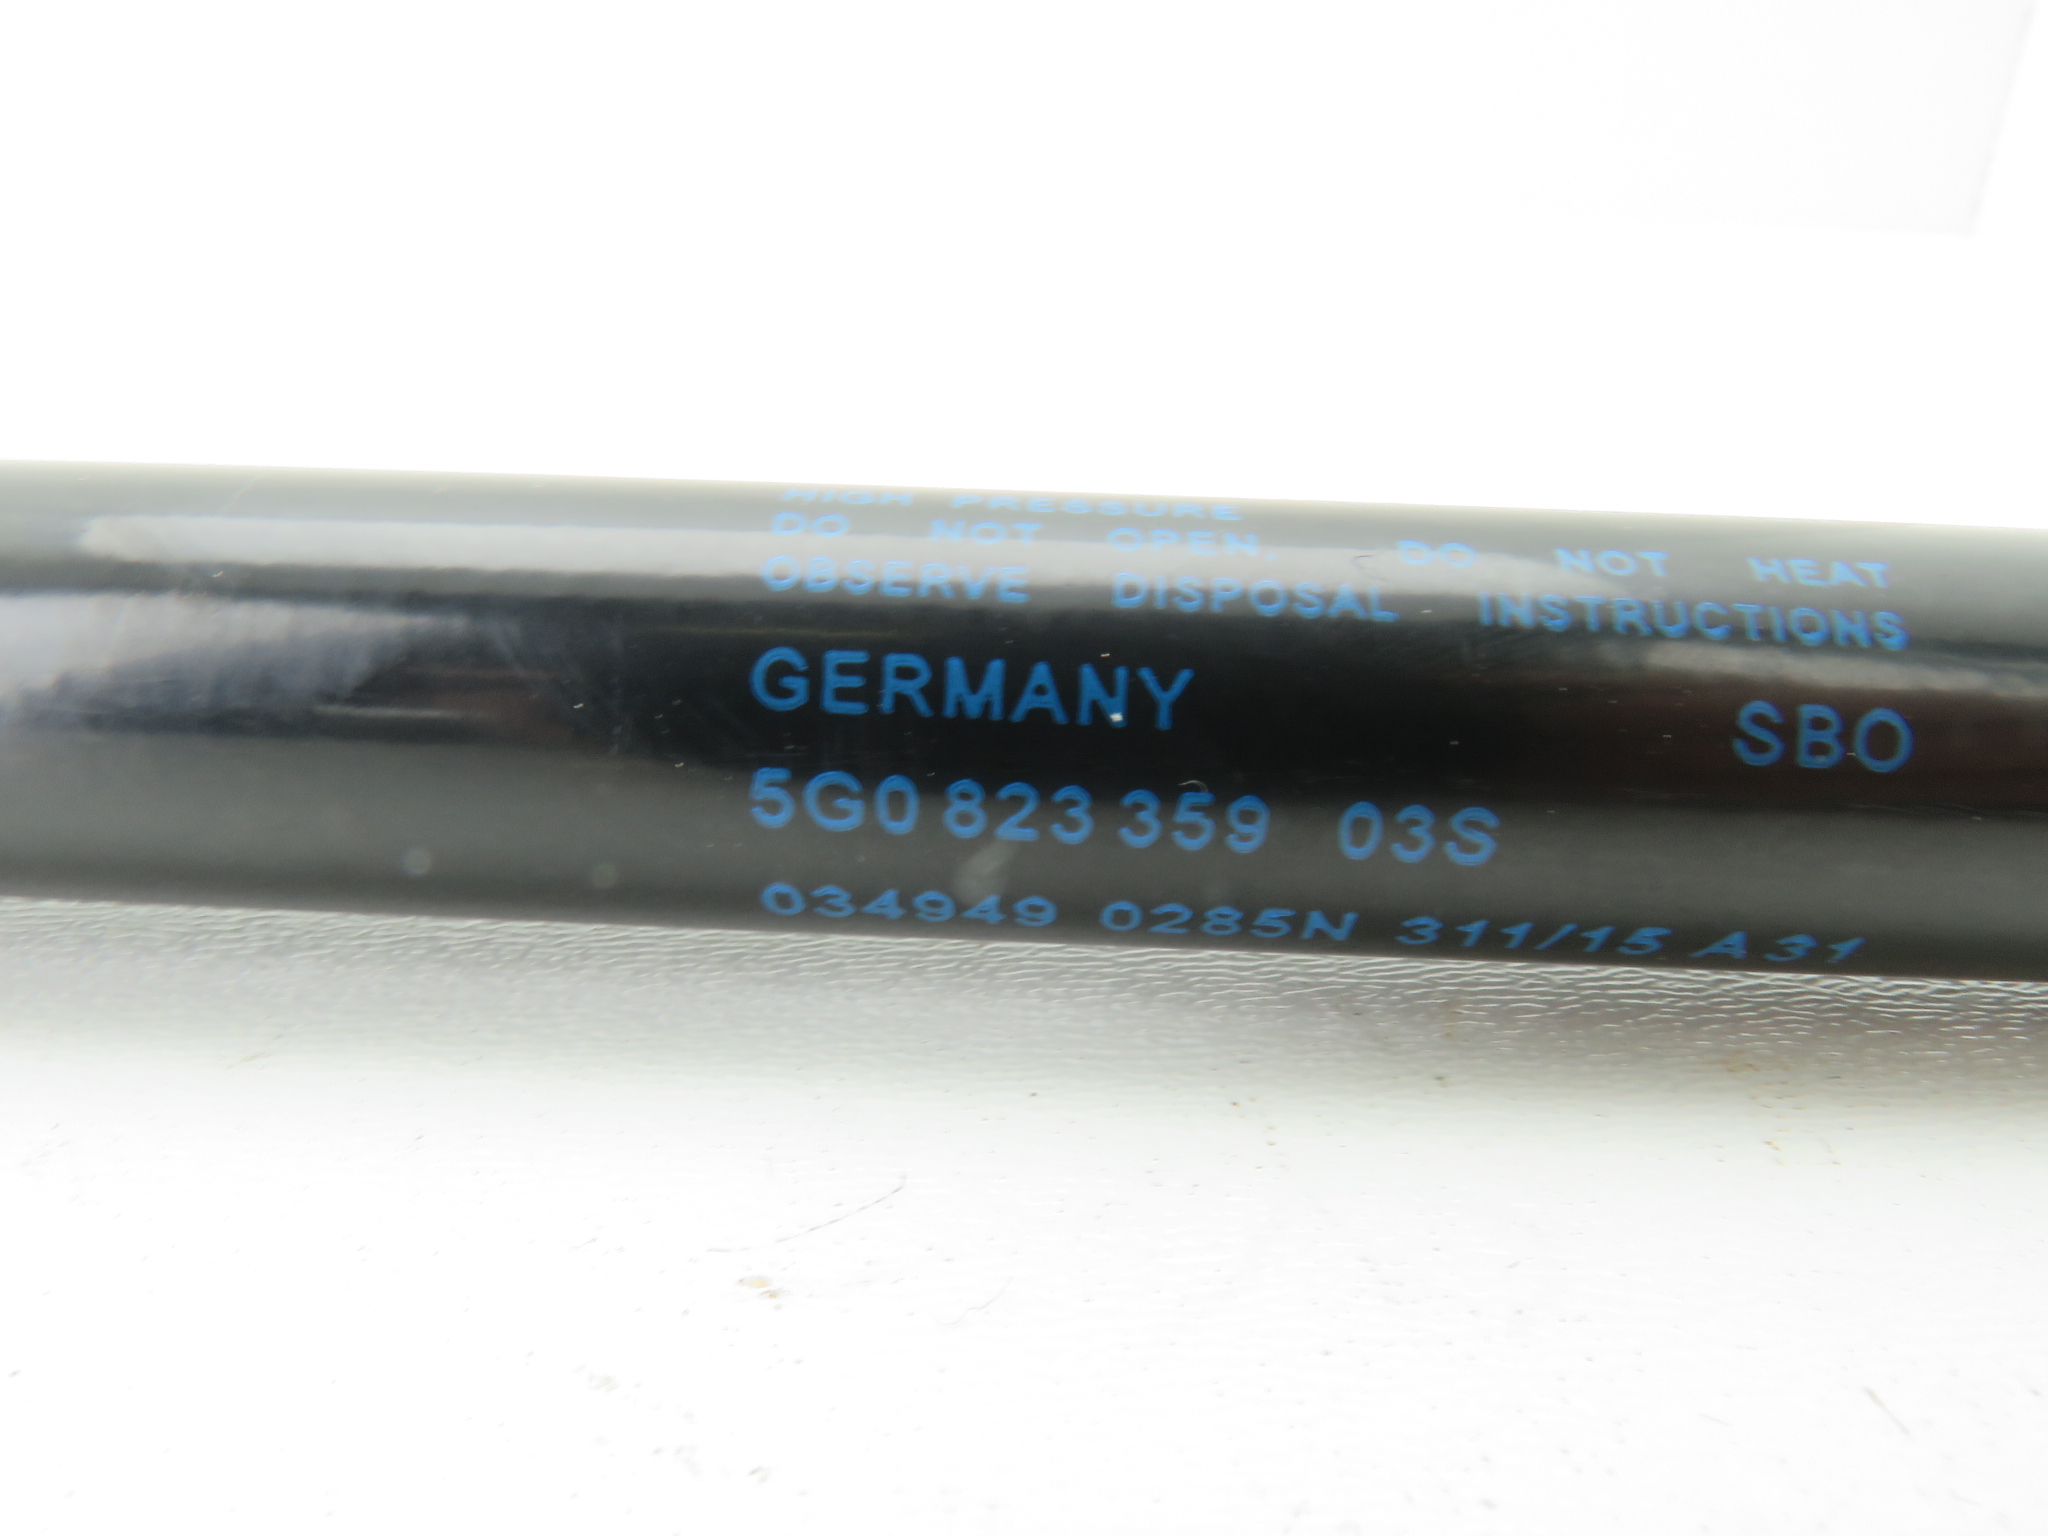 HIGH PRESSURE
DO NOT OPEN, DO NOT HEAT
OBSERVE DISPOSAL INSTRUCTIONS
GERMANY SBO
5G0 823 359 03S
034949 0285N 311/15 A31